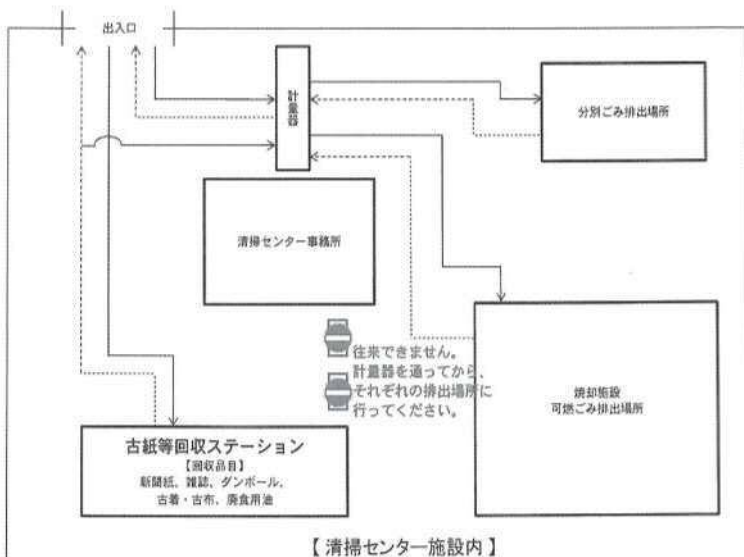 出入口
計量器
分別ごみ排出場所
清掃センター事務所
往来できません。
計量器を通ってから、
それぞれの排出場所に
行ってください。
焼却施設
可燃ごみ排出場所
古紙等回収ステーション
【回収品目】
新聞紙、雑誌、ダンボール、
古着・古布、廃食用油
【 清掃センター施設内 】